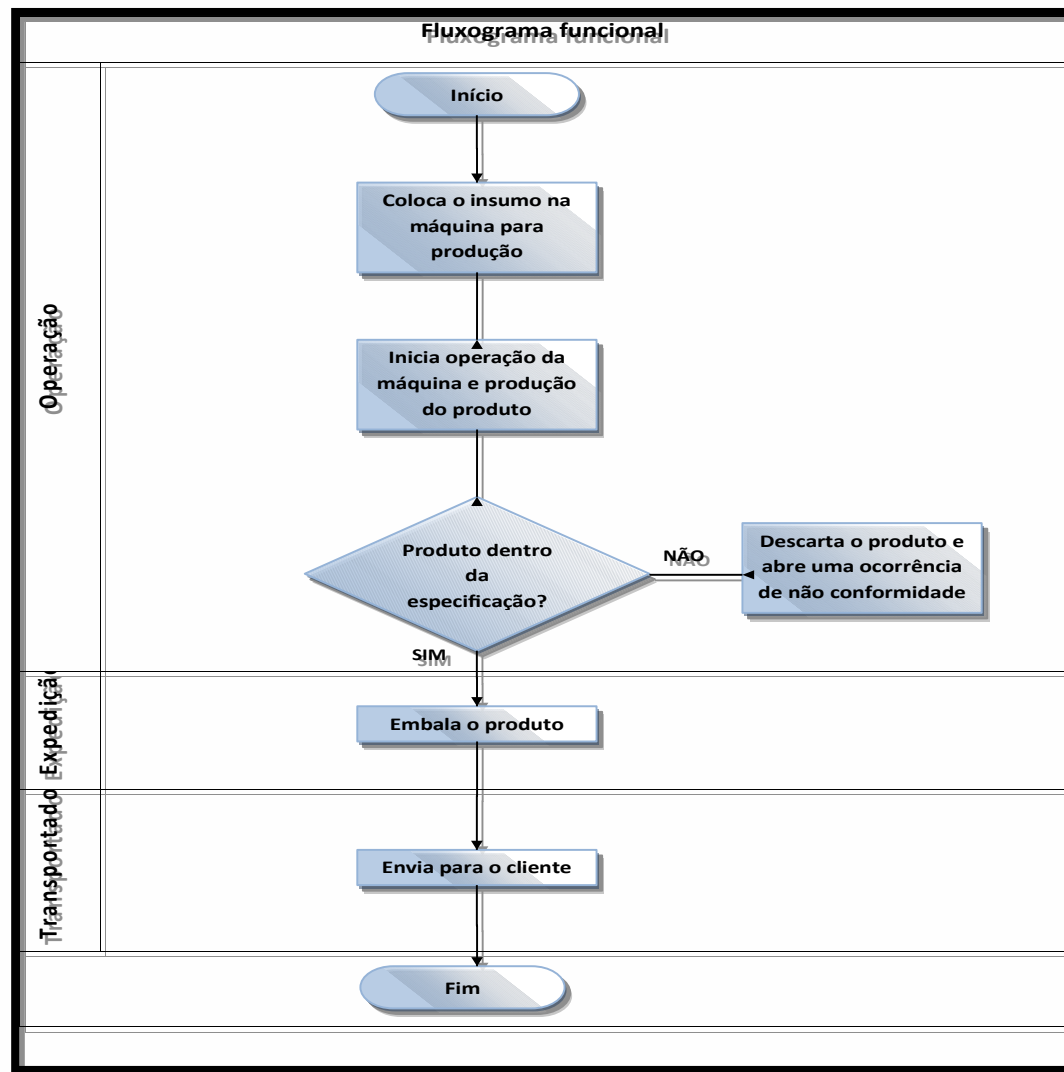 Fluxograma funcional
Início
Coloca o insumo na
máquina para
produção
Operação
Inicia operação da
máquina e produção
do produto
Produto dentro
da
especificação?
NÃO
Descarta o produto e
abre uma ocorrência
de não conformidade
SIM
Expediçã
Embala o produto
Transportado
Envia para o cliente
Fim